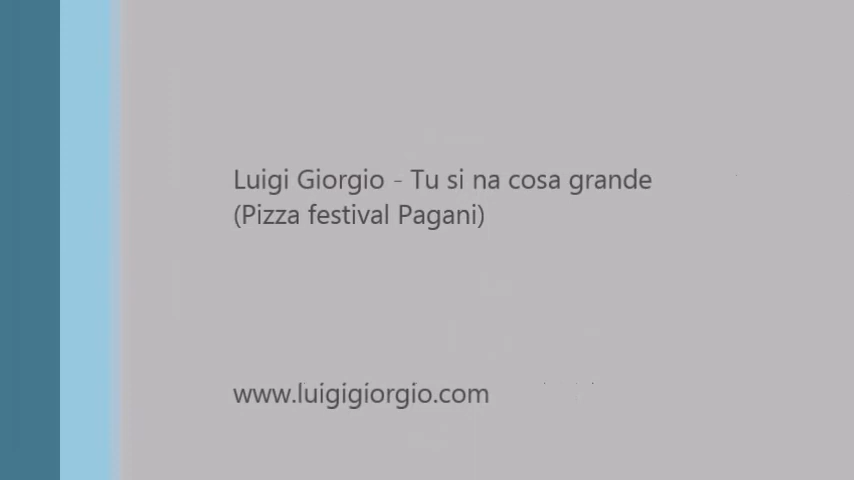 Luigi Giorgio - Tu si na cosa grande
(Pizza festival Pagani)
www.luigigiorgio.com